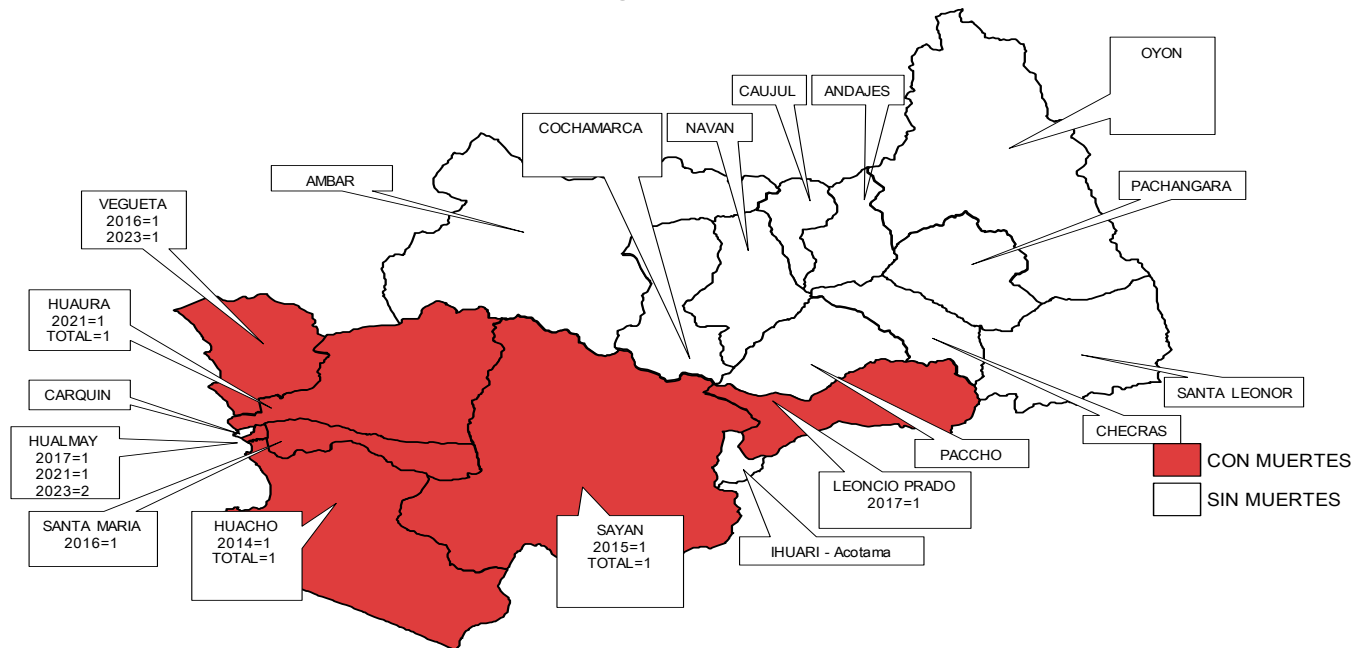 OYON
CAUJUL
ANDAJES
COCHAMARCA
NAVAN
AMBAR
PACHANGARA
VEGUETA
2016=1
2023=1
HUAURA
2021=1
TOTAL=1
CARQUIN
HUALMAY
2017=1
2021=1
2023=2
SANTA MARIA
2016=1
HUACHO
2014=1
TOTAL=1
SAYAN
2015=1
TOTAL=1
IHUARI - Acotama
LEONCIO PRADO
2017=1
PACCHO
CHECRAS
SANTA LEONOR
CON MUERTES
SIN MUERTES